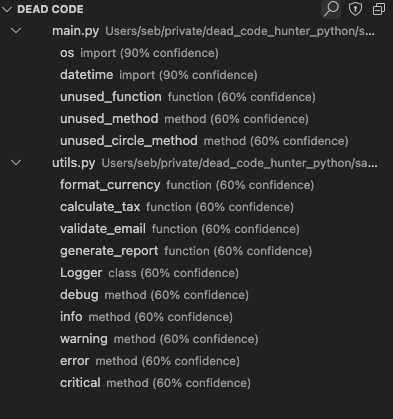 DEAD CODE
main.py Users/seb/private/dead_code_hunter_python/s...
os import (90% confidence)
datetime import (90% confidence)
unused_function function (60% confidence)
unused_method method (60% confidence)
unused_circle_method method (60% confidence)
utils.py Users/seb/private/dead_code_hunter_python/sa...
format_currency function (60% confidence)
calculate_tax function (60% confidence)
validate_email function (60% confidence)
generate_report function (60% confidence)
Logger class (60% confidence)
debug method (60% confidence)
info method (60% confidence)
warning method (60% confidence)
error method (60% confidence)
critical method (60% confidence)